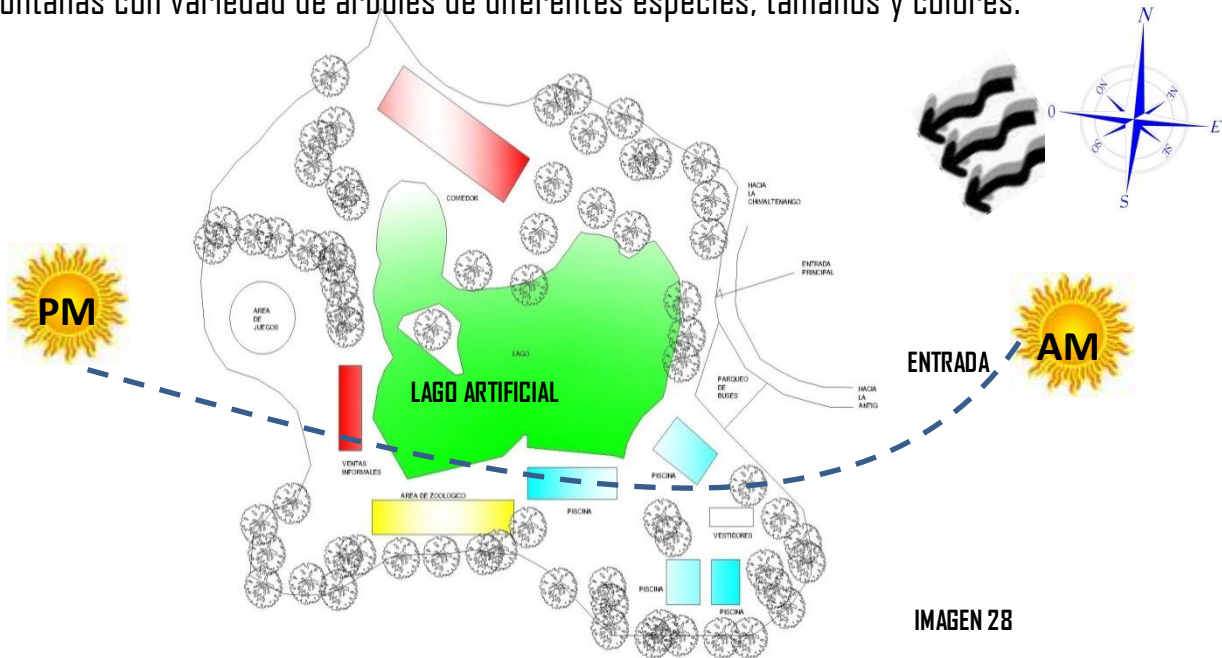 ontañas con variedad de árboles de diferentes especies, tamaños y colores.
N
ON
NE
O
E
OS
SE
S
COMEDOR
HACIA
LA
CHIMALTENANGO
ENTRADA
PRINCIPAL
PM
AREA
DE
JUEGOS
LAGO
LAGO ARTIFICIAL
ENTRADA
AM
PARQUEO
DE
BUSES
HACIA
LA
ANTIG
VENTAS
INFORMALES
AREA DE ZOOLOGICO
PISCINA
PISCINA
VESTIDORES
PISCINA
PISCINA
IMAGEN 28